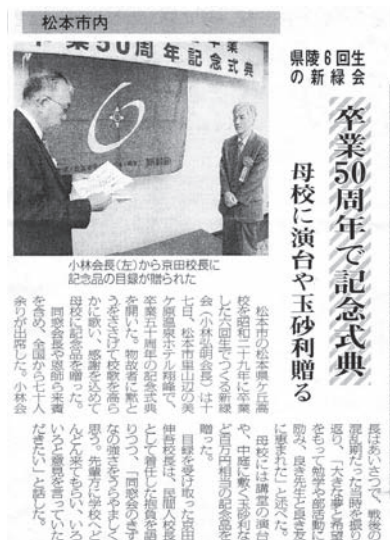 松本市内
県陵6回生
の新緑会
卒業50周年で記念式典
母校に演台や玉砂利贈る
業50周年記念式典
小林会長(左)から京田校長に
記念品の目録が贈られた
松本市の松本県ケ丘高
校を昭和二十九年に卒業
した六回生でつくる新緑
会(小林弘明会長)は十
七日、松本市里山辺の美
ケ原温泉ホテル翔峰で、
卒業五十周年の記念式典
を開いた。物故者に黙と
うをささげて校歌を高ら
かに歌い、感謝を込めて
母校に記念品を贈った。
同窓会長や恩師ら来賓
を含め、全国から七十人
余りが出席した。小林会
長はあいさつで、戦後の
混乱期だった当時を振り
返り、「大きな夢と希望
をもって勉学や部活動に
励み、良き先生と良き友
に恵まれた」と述べた。
母校には講堂の演台
や、中庭に敷く玉砂利な
ど百万円相当の記念品を
贈った。
目録を受け取った京田
伸吾校長は、民間人校長
として着任した抱負を語
りつつ、「同窓会のきず
なの強さをうらやましく
思う。先輩方に学校へど
んどん来てもらい、いろ
いろと意見を言っていた
だきたい」と話した。